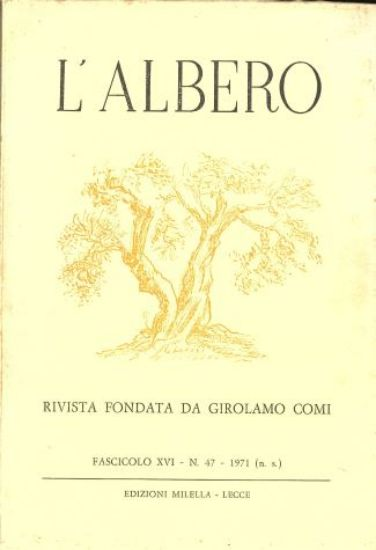 L'ALBERO
RIVISTA FONDATA DA GIROLAMO COMI
FASCICOLO XVI - N. 47 - 1971 (n. s.)
EDIZIONI MILELLA - LECCE